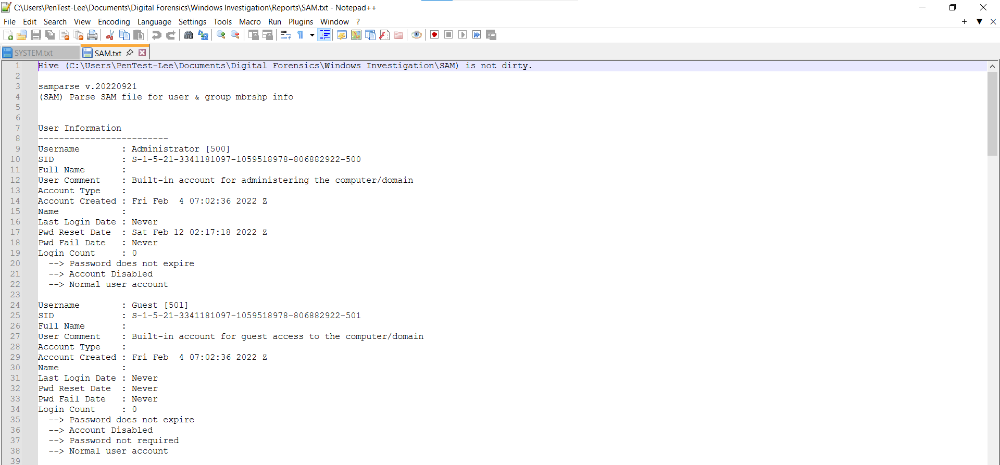 C:\Users\PenTest-Lee\Documents\Digital Forensics\Windows Investigation\Reports\SAM.txt - Notepad++
File Edit Search View Encoding Language Settings Tools Macro Run Plugins Window ?
SYSTEM.txt SAM.txt
1 Hive (C:\Users\PenTest-Lee\Documents\Digital Forensics\Windows Investigation\SAM) is not dirty.
2
3 samparse v.20220921
4 (SAM) Parse SAM file for user & group mbrshp info
5
6
7 User Information
8 -------------------------
9 Username        : Administrator [500]
10 SID             : S-1-5-21-3341181097-1059518978-806882922-500
11 Full Name       :
12 User Comment    : Built-in account for administering the computer/domain
13 Account Type    :
14 Account Created : Fri Feb  4 07:02:36 2022 Z
15 Name            :
16 Last Login Date : Never
17 Pwd Reset Date  : Sat Feb 12 02:17:18 2022 Z
18 Pwd Fail Date   : Never
19 Login Count     : 0
20   --> Password does not expire
21   --> Account Disabled
22   --> Normal user account
23
24 Username        : Guest [501]
25 SID             : S-1-5-21-3341181097-1059518978-806882922-501
26 Full Name       :
27 User Comment    : Built-in account for guest access to the computer/domain
28 Account Type    :
29 Account Created : Fri Feb  4 07:02:36 2022 Z
30 Name            :
31 Last Login Date : Never
32 Pwd Reset Date  : Never
33 Pwd Fail Date   : Never
34 Login Count     : 0
35   --> Password does not expire
36   --> Account Disabled
37   --> Password not required
38   --> Normal user account
39